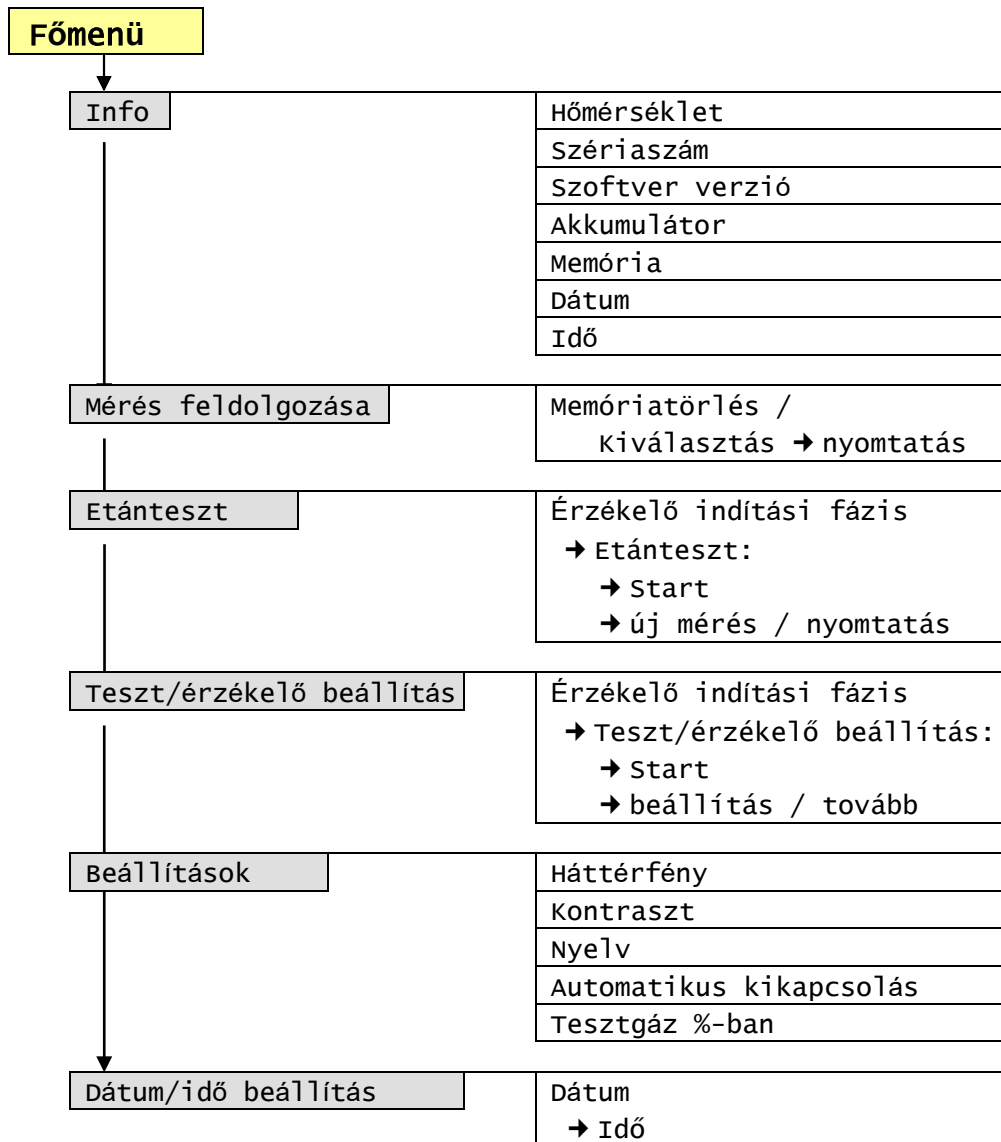 Főmenü
Info
Hőmérséklet
Szériaszám
Szoftver verzió
Akkumulátor
Memória
Dátum
Idő
Mérés feldolgozása
Memóriatörlés /
Kiválasztás ➔ nyomtatás
Etánteszt
Érzékelő indítási fázis
➔ Etánteszt:
➔ Start
➔ új mérés / nyomtatás
Teszt/érzékelő beállítás
Érzékelő indítási fázis
➔ Teszt/érzékelő beállítás:
➔ Start
➔ beállítás / tovább
Beállítások
Háttérfény
Kontraszt
Nyelv
Automatikus kikapcsolás
Tesztgáz %-ban
Dátum/idő beállítás
Dátum
➔ Idő